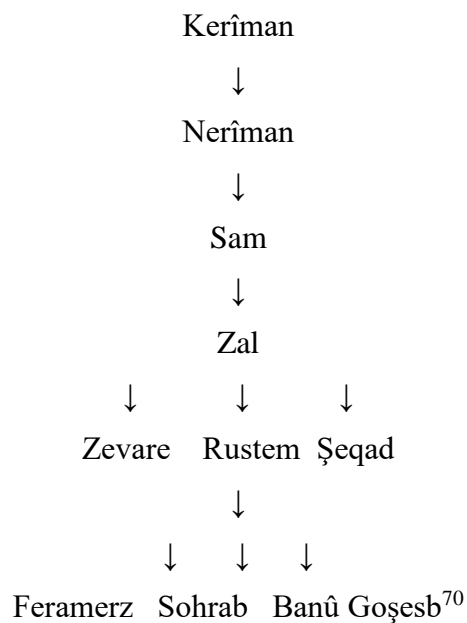 Kerîman
↓
Nerîman
↓
Sam
↓
Zal
↓ ↓ ↓
Zevare Rustem Şeqad
↓
↓ ↓ ↓
Feramerz Sohrab Banû Goşesb⁷⁰